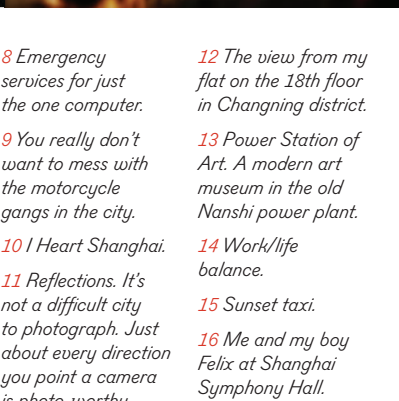 8 Emergency
services for just
the one computer.
9 You really don't
want to mess with
the motorcycle
gangs in the city.
10 I Heart Shanghai.
11 Reflections. It's
not a difficult city
to photograph. Just
about every direction
you point a camera
is photo-worthy.
12 The view from my
flat on the 18th floor
in Changning district.
13 Power Station of
Art. A modern art
museum in the old
Nanshi power plant.
14 Work/life
balance.
15 Sunset taxi.
16 Me and my boy
Felix at Shanghai
Symphony Hall.